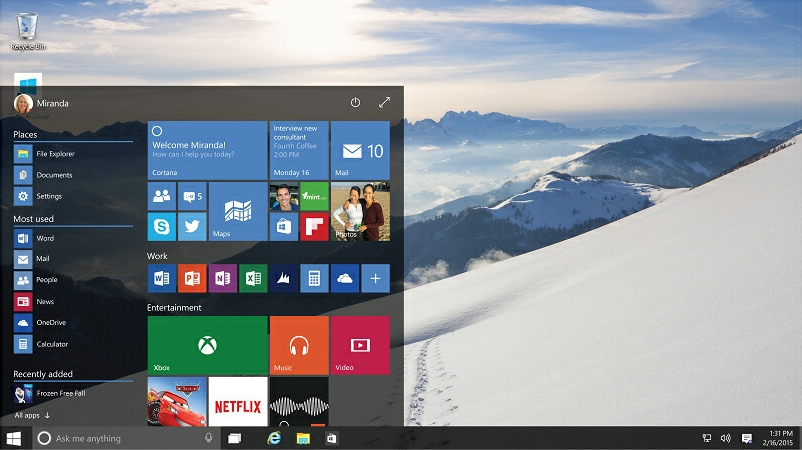 Recycle Bin
Miranda
Places
File Explorer
Documents
Settings
Most used
Word
Mail
People
News
OneDrive
Calculator
Recently added
Frozen Free Fall
All apps
Welcome Miranda!
How can I help you today?
Cortana
Interview new
consultant
Fourth Coffee
2:00 PM
Monday 16
10
Mail
5
Maps
mint.com
Photos
Work
Entertainment
Xbox
Music
Video
NETFLIX
Ask me anything
1:31 PM
2/16/2015